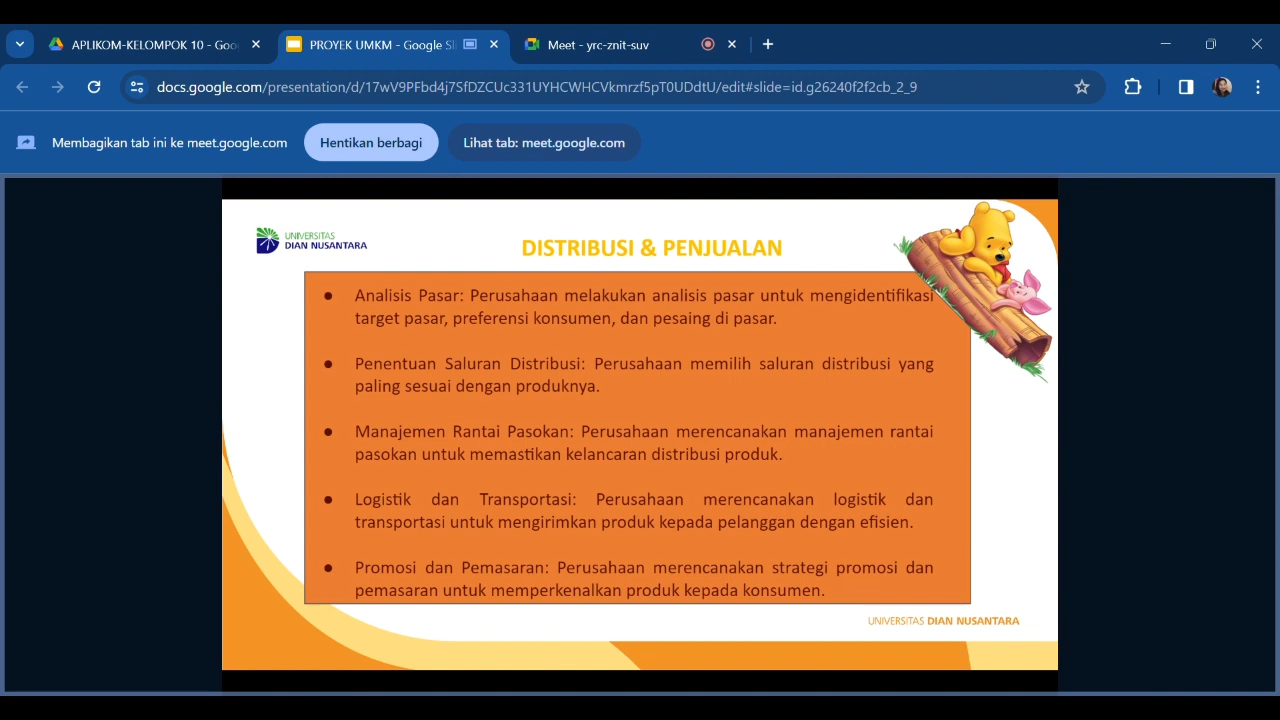 APLIKOM-KELOMPOK 10 - Goo
PROYEK UMKM - Google Sl
Meet - yrc-znit-suv
docs.google.com/presentation/d/17wV9PFbd4j7SfDZCUc331UYHCWHCVkmrzf5pT0UDdtU/edit#slide=id.g26240f2f2cb_2_9
Membagikan tab ini ke meet.google.com
Hentikan berbagi
Lihat tab: meet.google.com
UNIVERSITAS
DIAN NUSANTARA
DISTRIBUSI & PENJUALAN
● Analisis Pasar: Perusahaan melakukan analisis pasar untuk mengidentifikasi
target pasar, preferensi konsumen, dan pesaing di pasar.
● Penentuan Saluran Distribusi: Perusahaan memilih saluran distribusi yang
paling sesuai dengan produknya.
● Manajemen Rantai Pasokan: Perusahaan merencanakan manajemen rantai
pasokan untuk memastikan kelancaran distribusi produk.
● Logistik dan Transportasi: Perusahaan merencanakan logistik dan
transportasi untuk mengirimkan produk kepada pelanggan dengan efisien.
● Promosi dan Pemasaran: Perusahaan merencanakan strategi promosi dan
pemasaran untuk memperkenalkan produk kepada konsumen.
UNIVERSITAS DIAN NUSANTARA